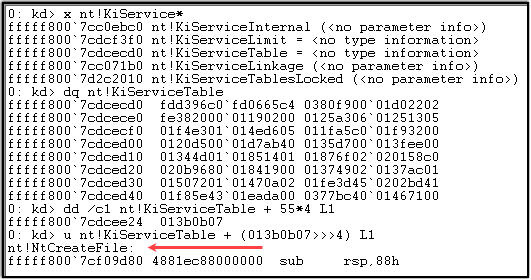 0: kd> x nt!KiService*
fffff800`7cc0ebc0 nt!KiServiceInternal (<no parameter info>)
fffff800`7cdcf3f0 nt!KiServiceLimit = <no type information>
fffff800`7cdcecd0 nt!KiServiceTable = <no type information>
fffff800`7cc071b0 nt!KiServiceLinkage (<no parameter info>)
fffff800`7d2c2010 nt!KiServiceTablesLocked (<no parameter info>)
0: kd> dq nt!KiServiceTable
fffff800`7cdcecd0  fdd396c0`fd0665c4 0380f900`01d02202
fffff800`7cdcece0  fe382000`01190200 0125a306`01251305
fffff800`7cdcecf0  01f4e301`014ed605 011fa5c0`01f93200
fffff800`7cdced00  0120d500`01d7ab40 0135d700`013fee00
fffff800`7cdced10  01344d01`01851401 01876f02`020158c0
fffff800`7cdced20  020b9680`01841900 01374902`0137ac01
fffff800`7cdced30  01507201`01470a02 01fe3d45`0202bd41
fffff800`7cdced40  01f85e43`01eada00 0377bc40`01467100
0: kd> dd /c1 nt!KiServiceTable + 55*4 L1
fffff800`7cdcee24  013b0b07
0: kd> u nt!KiServiceTable + (013b0b07>>>4) L1
nt!NtCreateFile:
fffff800`7cf09d80 4881ec88000000  sub     rsp,88h